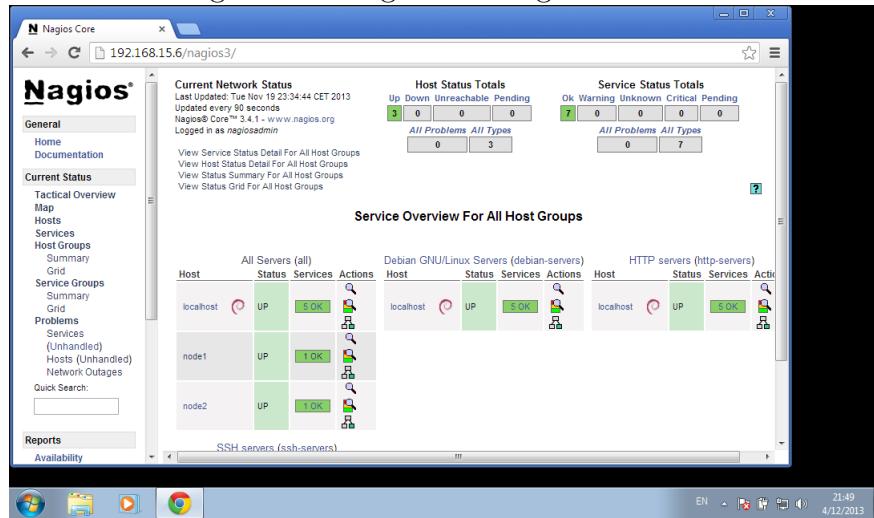 Nagios Core
192.168.15.6/nagios3/
Nagios®
General
Home
Documentation
Current Status
Tactical Overview
Map
Hosts
Services
Host Groups
Summary
Grid
Service Groups
Summary
Grid
Problems
Services
(Unhandled)
Hosts (Unhandled)
Network Outages
Quick Search:
Reports
Availability
Current Network Status
Last Updated: Tue Nov 19 23:34:44 CET 2013
Updated every 90 seconds
Nagios® Core™ 3.4.1 - www.nagios.org
Logged in as nagiosadmin
View Service Status Detail For All Host Groups
View Host Status Detail For All Host Groups
View Status Summary For All Host Groups
View Status Grid For All Host Groups
Host Status Totals
Up Down Unreachable Pending
3 0 0 0
All Problems All Types
0 3
Service Status Totals
Ok Warning Unknown Critical Pending
7 0 0 0 0
All Problems All Types
0 7
?
Service Overview For All Host Groups
All Servers (all)
Host Status Services Actions
localhost UP 5 OK
node1 UP 1 OK
node2 UP 1 OK
Debian GNU/Linux Servers (debian-servers)
Host Status Services Actions
localhost UP 5 OK
HTTP servers (http-servers)
Host Status Services Actic
localhost UP 5 OK
SSH servers (ssh-servers)
EN
21:49
4/12/2013